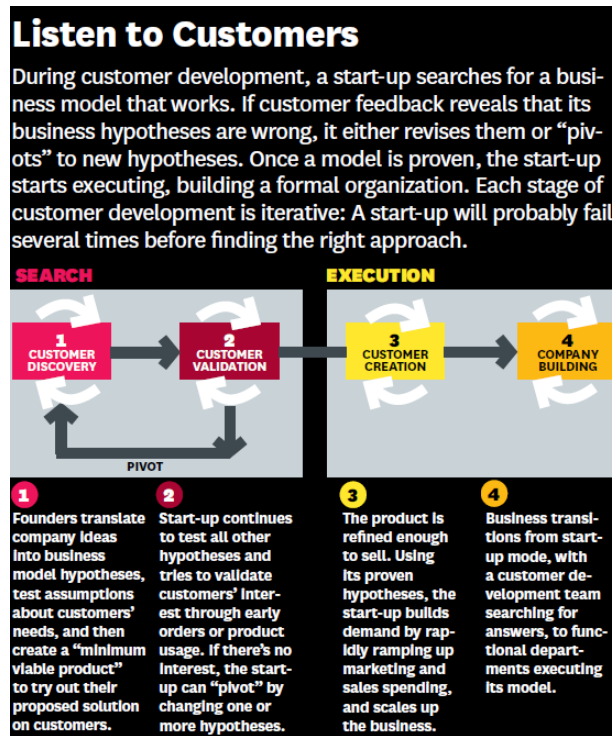 Listen to Customers
During customer development, a start-up searches for a busi-
ness model that works. If customer feedback reveals that its
business hypotheses are wrong, it either revises them or “piv-
ots” to new hypotheses. Once a model is proven, the start-up
starts executing, building a formal organization. Each stage of
customer development is iterative: A start-up will probably fail
several times before finding the right approach.
SEARCH
EXECUTION
1
CUSTOMER
DISCOVERY
2
CUSTOMER
VALIDATION
3
CUSTOMER
CREATION
4
COMPANY
BUILDING
PIVOT
1
Founders translate
company ideas
into business
model hypotheses,
test assumptions
about customers’
needs, and then
create a “minimum
viable product”
to try out their
proposed solution
on customers.
2
Start-up continues
to test all other
hypotheses and
tries to validate
customers’ inter-
est through early
orders or product
usage. If there’s no
interest, the start-
up can “pivot” by
changing one or
more hypotheses.
3
The product is
refined enough
to sell. Using
its proven
hypotheses, the
start-up builds
demand by rap-
idly ramping up
marketing and
sales spending,
and scales up
the business.
4
Business transi-
tions from start-
up mode, with
a customer de-
velopment team
searching for
answers, to func-
tional depart-
ments executing
its model.